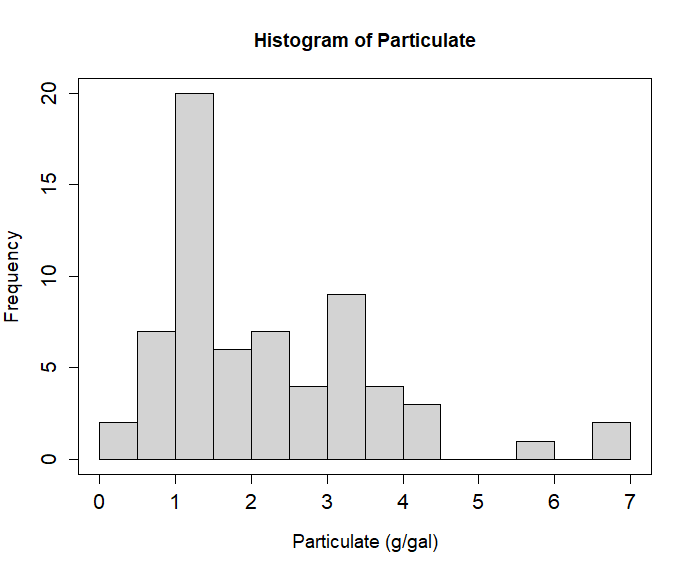 Histogram of Particulate
Frequency
20
15
10
5
0
0 1 2 3 4 5 6 7
Particulate (g/gal)